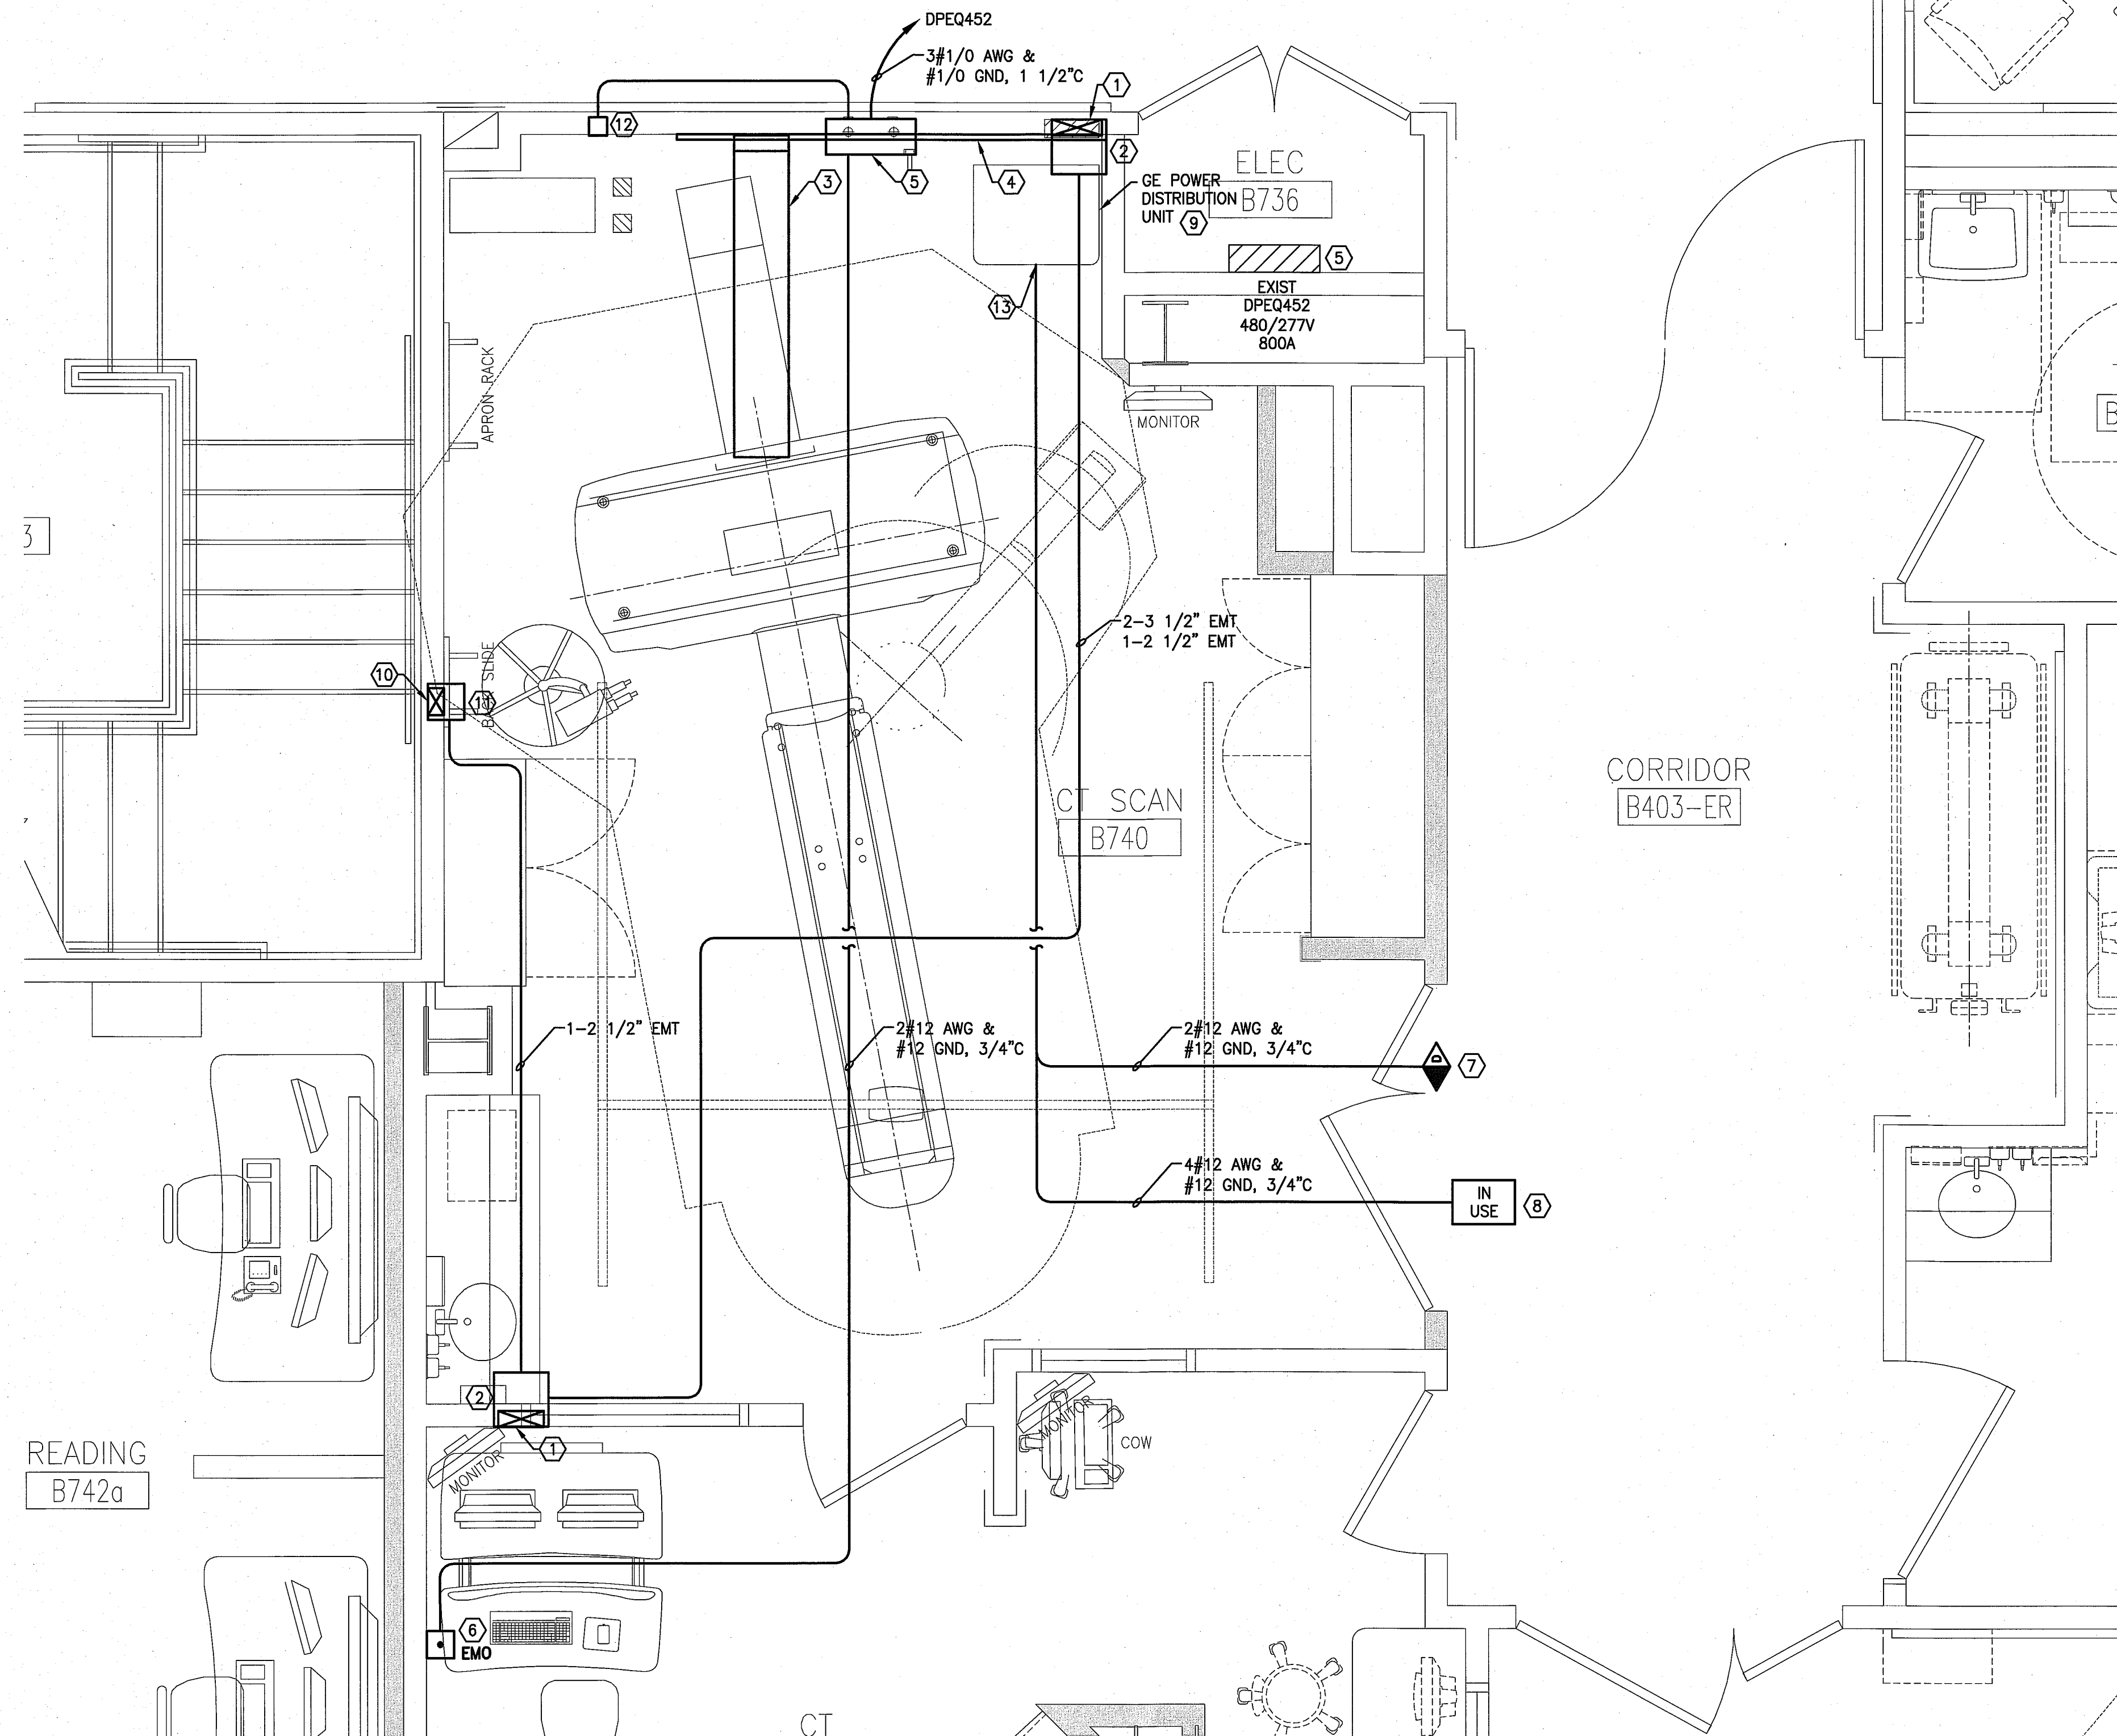 DPEQ452
3#1/0 AWG &
#1/0 GND, 1 1/2"C
1
12
2
3
5
4
ELEC
B736
GE POWER
DISTRIBUTION
UNIT 9
5
13
EXIST
DPEQ452
480/277V
800A
APRON RACK
MONITOR
3
B
2-3 1/2" EMT
1-2 1/2" EMT
10
11
SLIDE
CT SCAN
B740
CORRIDOR
B403-ER
1-2 1/2" EMT
2#12 AWG &
#12 GND, 3/4"C
2#12 AWG &
#12 GND, 3/4"C
D
7
4#12 AWG &
#12 GND, 3/4"C
IN
USE
8
2
1
MONITOR
MONITOR
COW
READING
B742a
6
EMO
CT